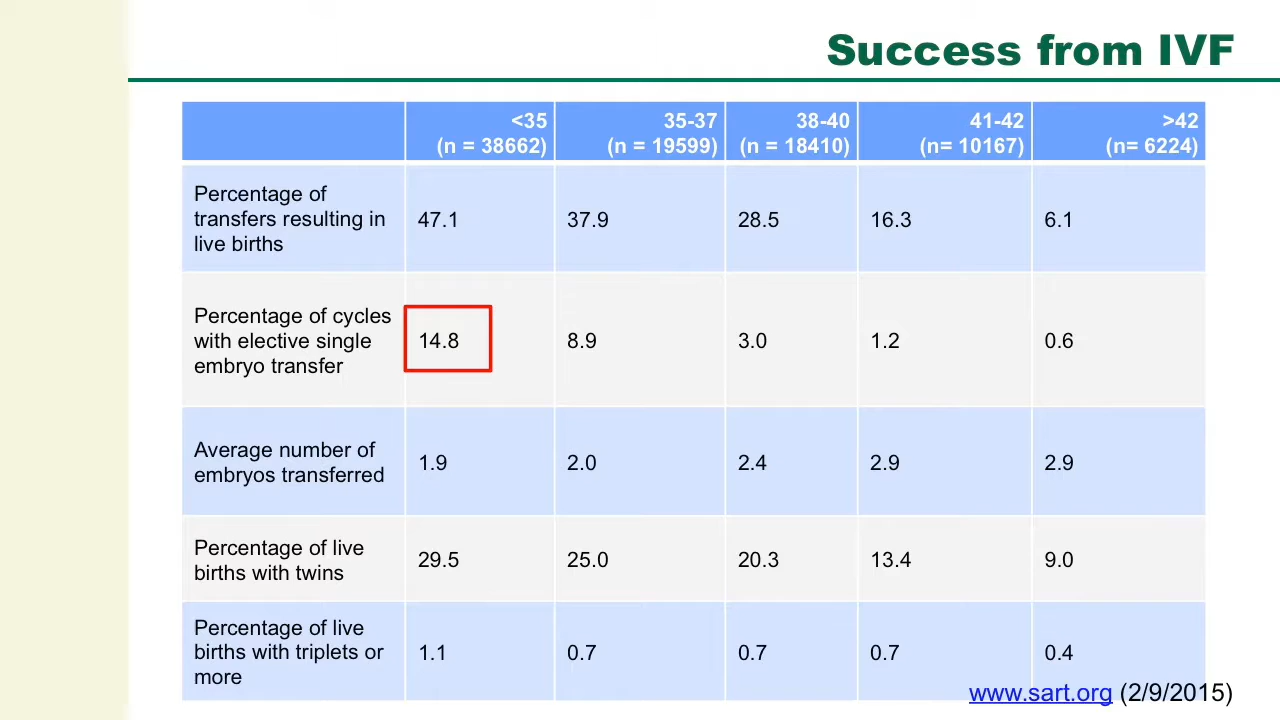 Success from IVF
<35
(n = 38662)
35-37
(n = 19599)
38-40
(n = 18410)
41-42
(n= 10167)
>42
(n= 6224)
Percentage of
transfers resulting in
live births
47.1
37.9
28.5
16.3
6.1
Percentage of cycles
with elective single
embryo transfer
14.8
8.9
3.0
1.2
0.6
Average number of
embryos transferred
1.9
2.0
2.4
2.9
2.9
Percentage of live
births with twins
29.5
25.0
20.3
13.4
9.0
Percentage of live
births with triplets or
more
1.1
0.7
0.7
0.7
0.4
www.sart.org (2/9/2015)